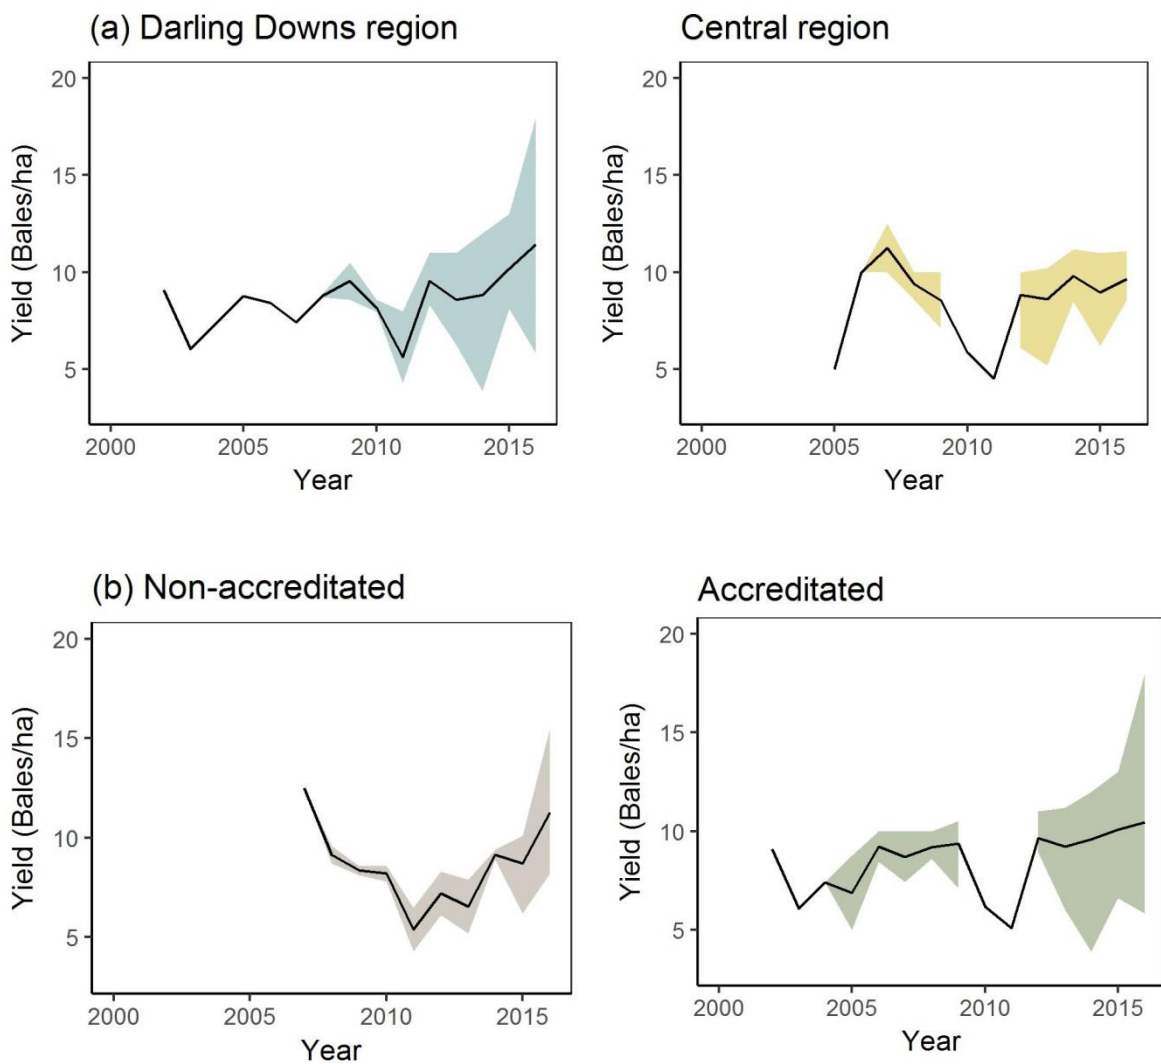 (a) Darling Downs region
Central region
20
15
10
5
Yield (Bales/ha)
2000 2005 2010 2015
Year
20
15
10
5
Yield (Bales/ha)
2000 2005 2010 2015
Year
(b) Non-accreditated
Accreditated
20
15
10
5
Yield (Bales/ha)
2000 2005 2010 2015
Year
20
15
10
5
Yield (Bales/ha)
2000 2005 2010 2015
Year